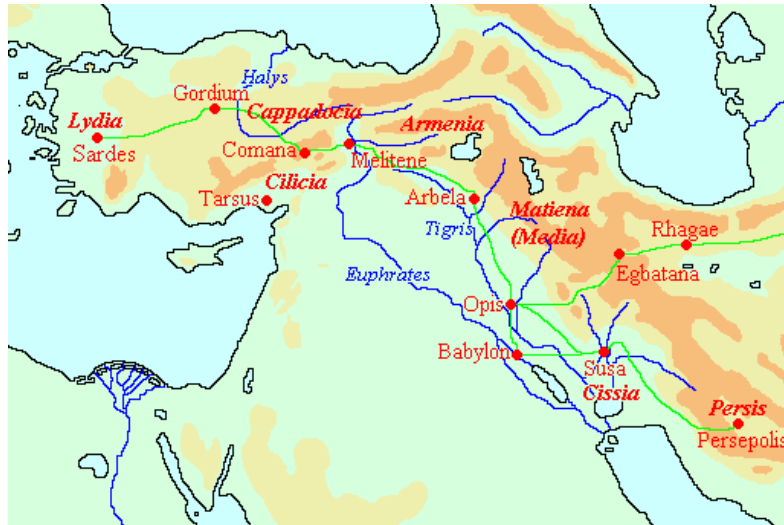 Halys
Gordium
Cappadocia
Lydia
Sardes
Armenia
Comana
Melitene
Cilicia
Tarsus
Arbela
Matiena
(Media)
Tigris
Rhagae
Egbatana
Euphrates
Opis
Babylon
Susa
Cissia
Persis
Persepolis